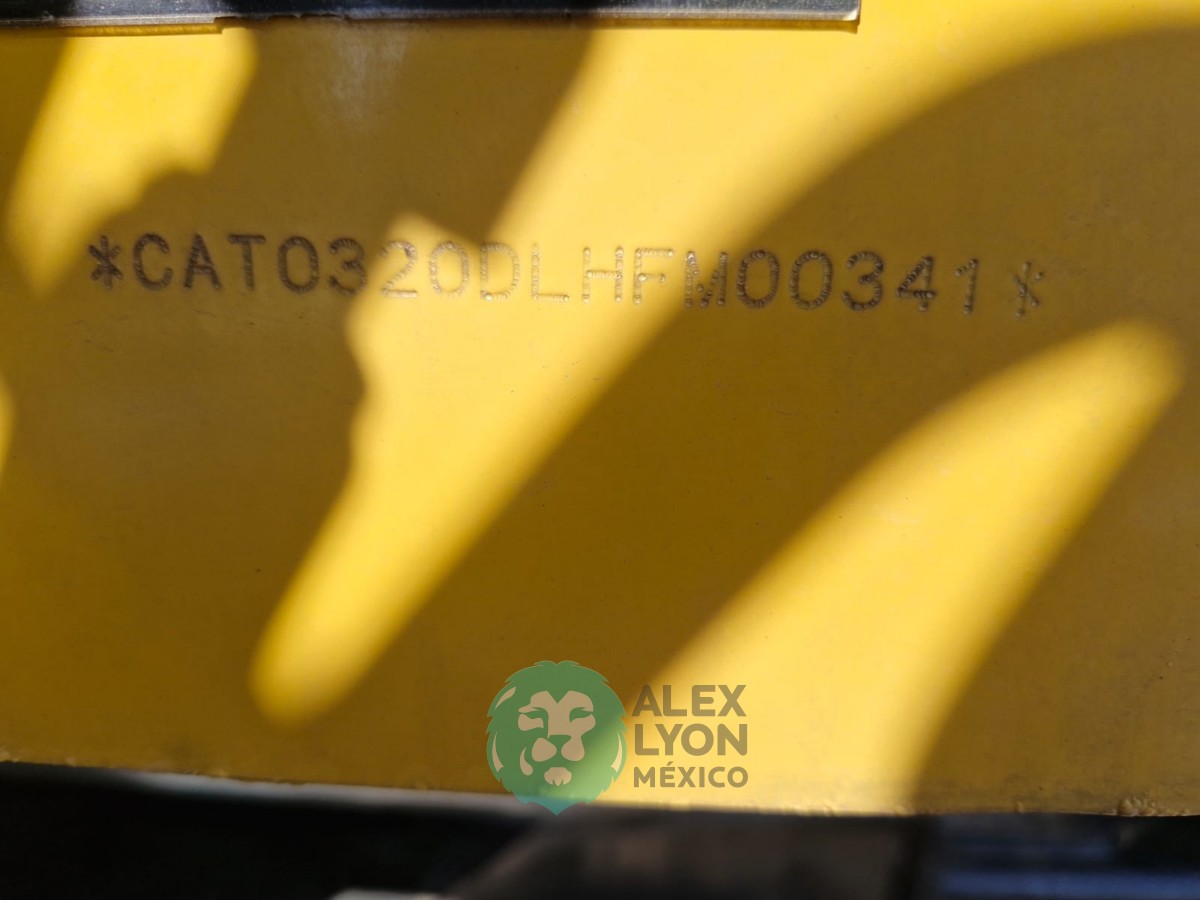 *CAT0320DLHFM00341*
ALEX
LYON
MÉXICO